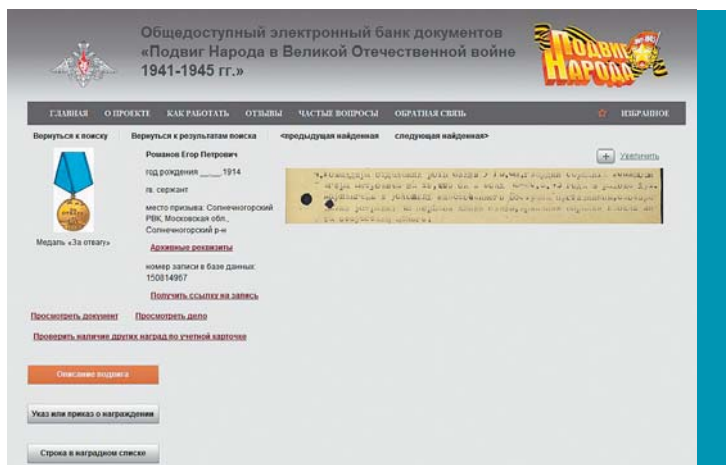 Общедоступный электронный банк документов
«Подвиг Народа в Великой Отечественной войне
1941-1945 гг.»
ПОДВИГ
НАРОДА
ГЛАВНАЯ О ПРОЕКТЕ КАК РАБОТАТЬ ОТЗЫВЫ ЧАСТЫЕ ВОПРОСЫ ОБРАТНАЯ СВЯЗЬ ИЗБРАННОЕ
Вернуться к поиску Вернуться к результатам поиска <предыдущая найденная следующая найденная>
Романов Егор Петрович
+ Увеличить
год рождения __.__.1914
гв. сержант
место призыва: Солнечногорский
РВК, Московская обл.,
Солнечногорский р-н
Медаль «За отвагу»
Архивные реквизиты
номер записи в базе данных:
150814967
Получить ссылку на запись
Просмотреть документ Просмотреть дело
Проверить наличие других наград по учетной карточке
Описание подвига
Указ или приказ о награждении
Строка в наградном списке